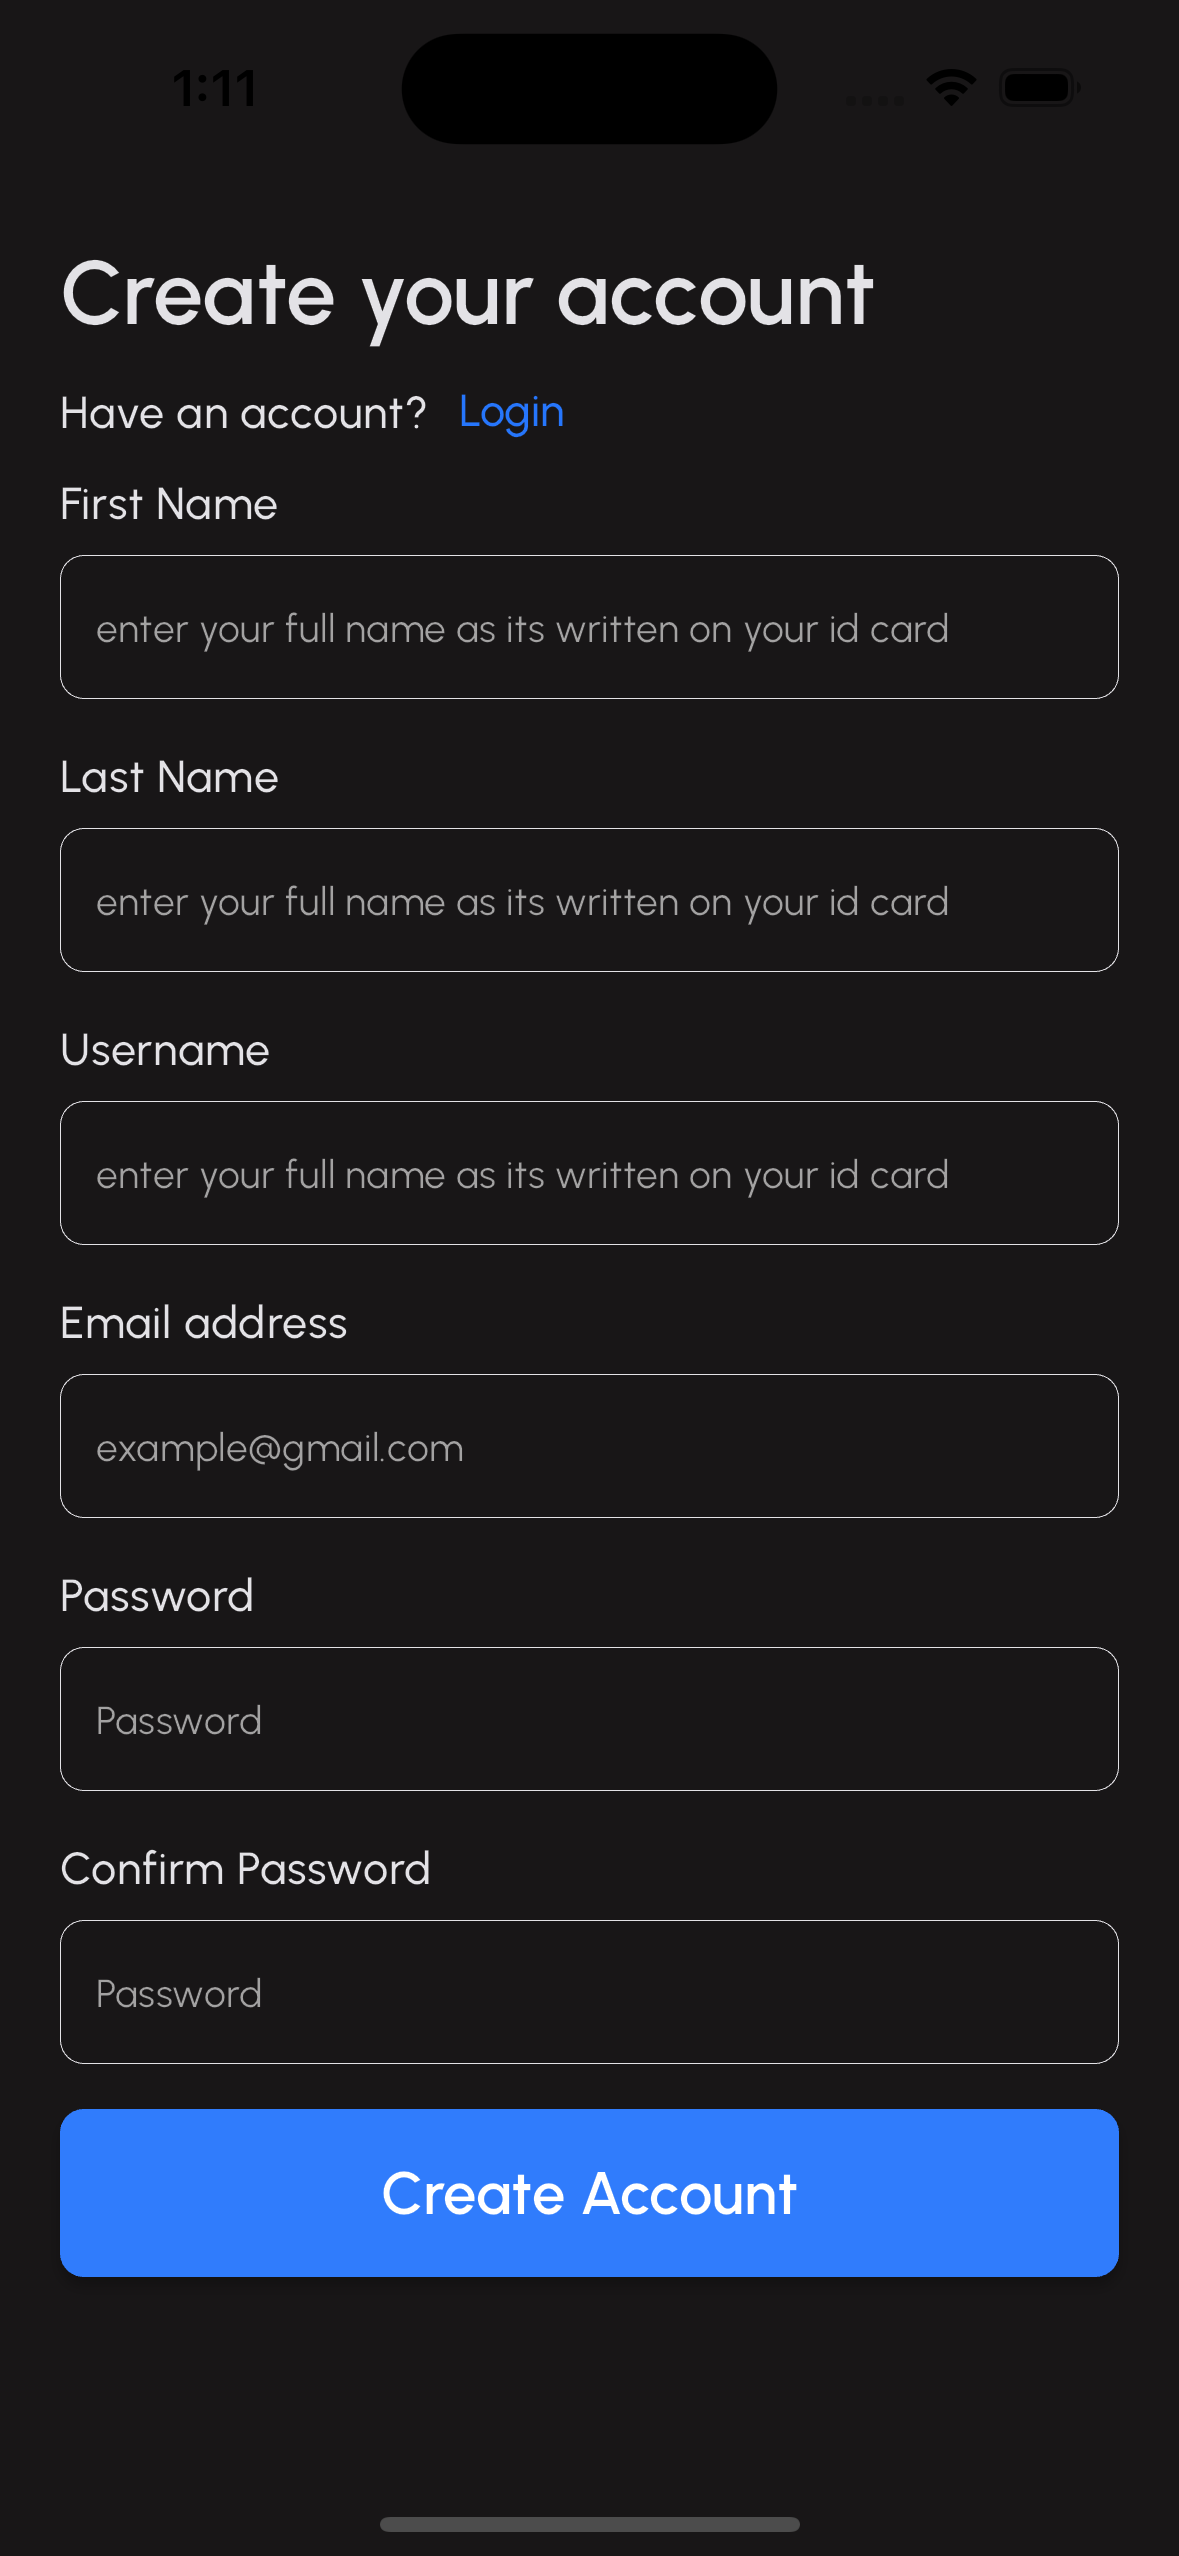 1:11
Create your account
Have an account? Login
First Name
enter your full name as its written on your id card
Last Name
enter your full name as its written on your id card
Username
enter your full name as its written on your id card
Email address
example@gmail.com
Password
Password
Confirm Password
Password
Create Account